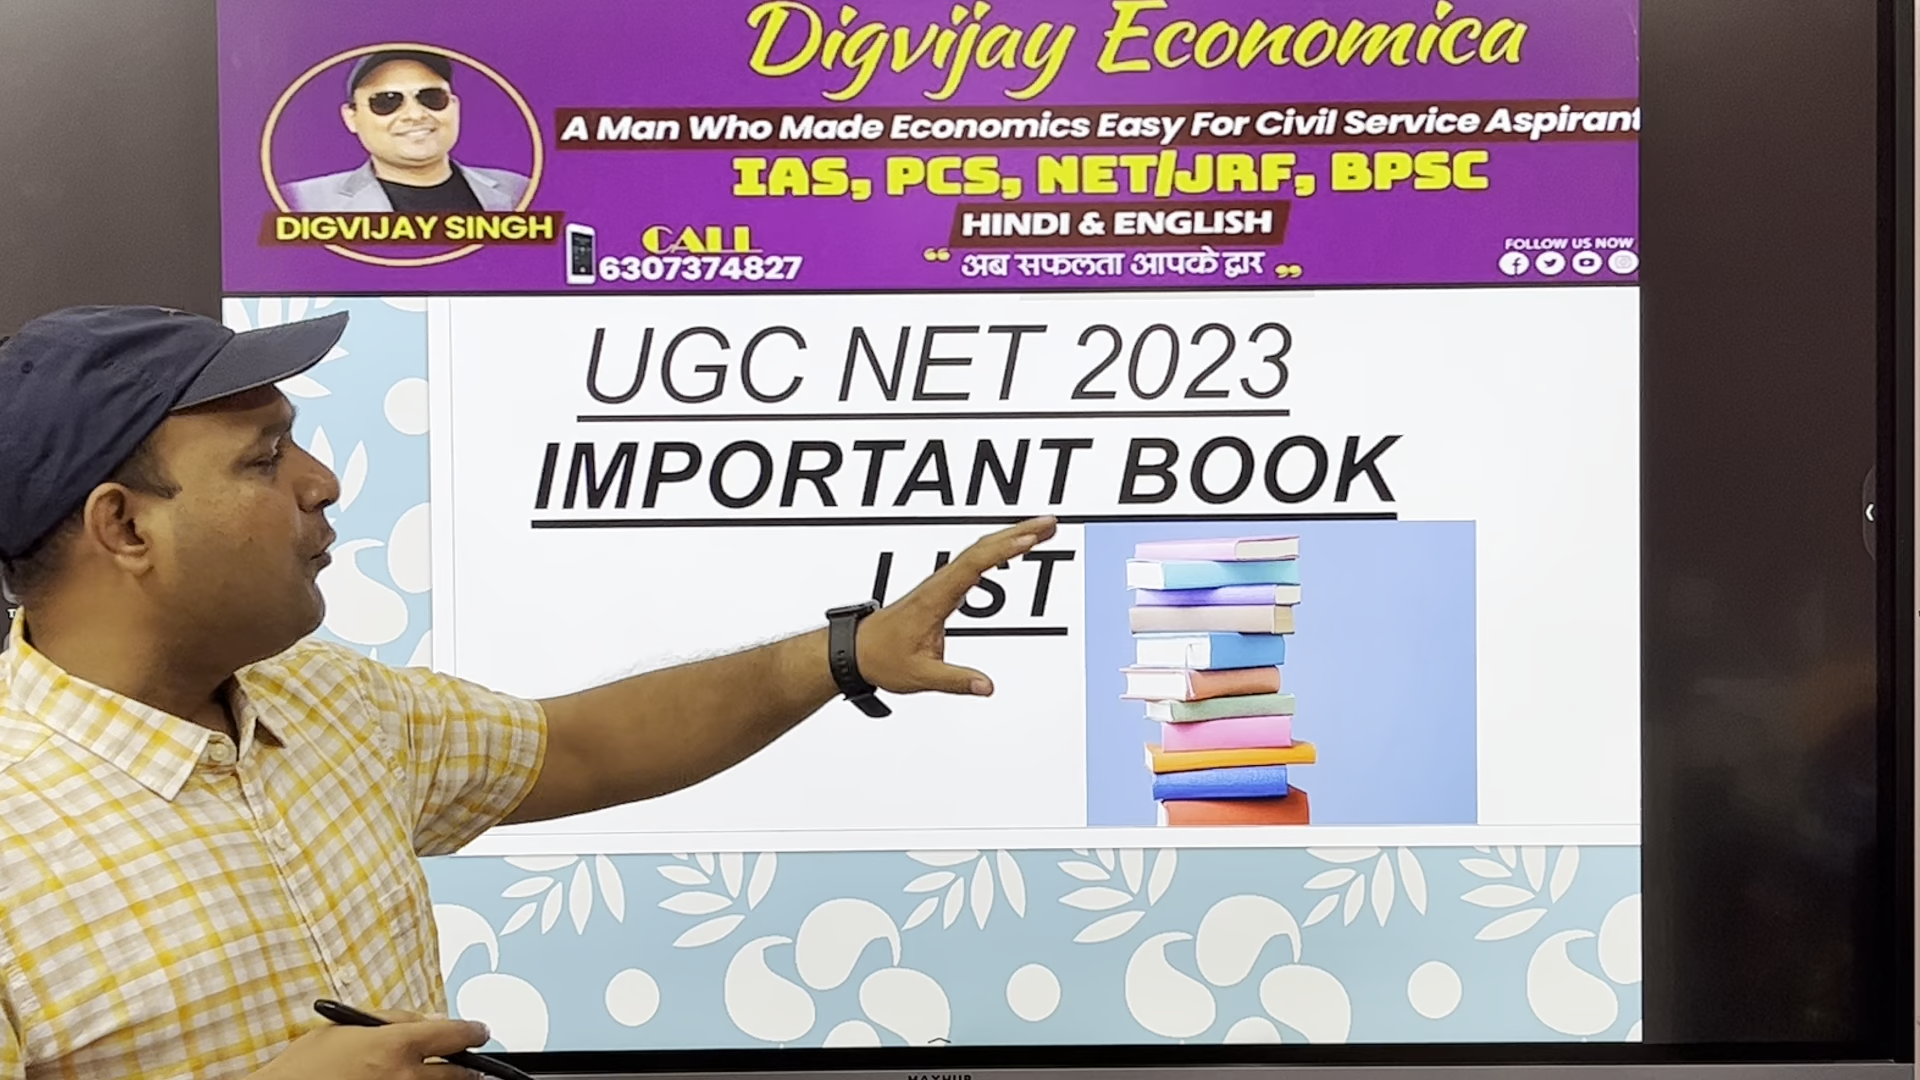 Digvijay Economica
A Man Who Made Economics Easy For Civil Service Aspirant
IAS, PCS, NET/JRF, BPSC
DIGVIJAY SINGH
HINDI & ENGLISH
CALL
6307374827
“ अब सफलता आपके द्वार ”
FOLLOW US NOW
UGC NET 2023
IMPORTANT BOOK
LIST
MAXHUB